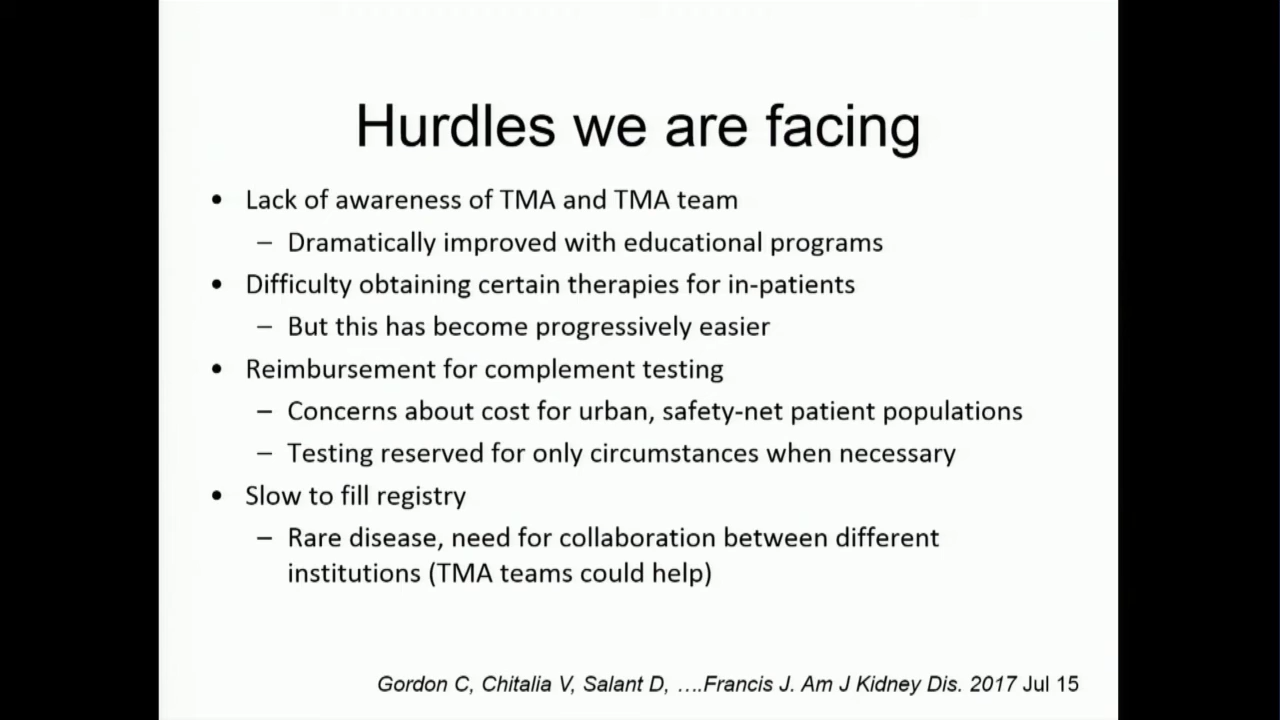 Hurdles we are facing
• Lack of awareness of TMA and TMA team
– Dramatically improved with educational programs
• Difficulty obtaining certain therapies for in-patients
– But this has become progressively easier
• Reimbursement for complement testing
– Concerns about cost for urban, safety-net patient populations
– Testing reserved for only circumstances when necessary
• Slow to fill registry
– Rare disease, need for collaboration between different
institutions (TMA teams could help)
Gordon C, Chitalia V, Salant D, ….Francis J. Am J Kidney Dis. 2017 Jul 15